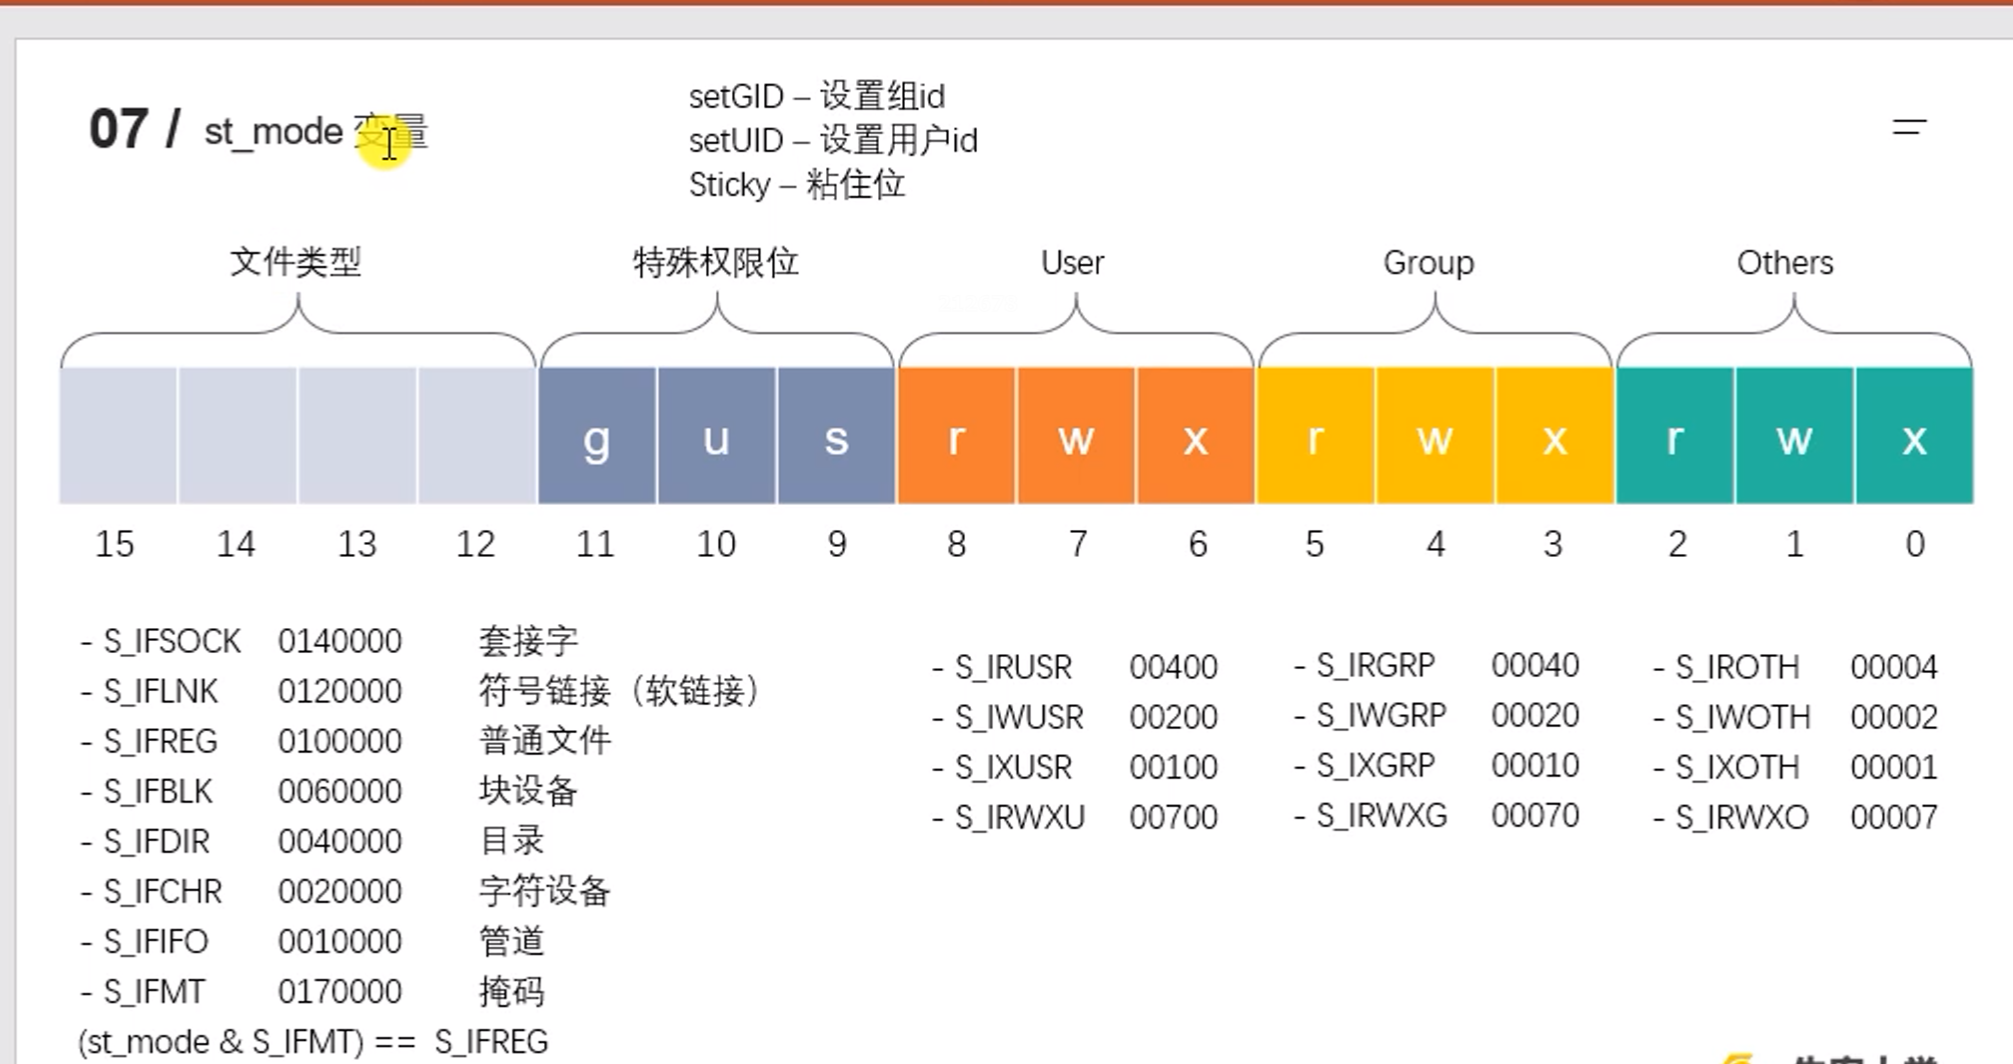 07 / st_mode 变量
setGID – 设置组id
setUID – 设置用户id
Sticky – 粘住位
文件类型 特殊权限位 User Group Others
g u s r w x r w x r w x
15 14 13 12 11 10 9 8 7 6 5 4 3 2 1 0
- S_IFSOCK 0140000 套接字
- S_IFLNK 0120000 符号链接（软链接）
- S_IFREG 0100000 普通文件
- S_IFBLK 0060000 块设备
- S_IFDIR 0040000 目录
- S_IFCHR 0020000 字符设备
- S_IFIFO 0010000 管道
- S_IFMT 0170000 掩码
(st_mode & S_IFMT) == S_IFREG
- S_IRUSR 00400
- S_IWUSR 00200
- S_IXUSR 00100
- S_IRWXU 00700
- S_IRGRP 00040
- S_IWGRP 00020
- S_IXGRP 00010
- S_IRWXG 00070
- S_IROTH 00004
- S_IWOTH 00002
- S_IXOTH 00001
- S_IRWXO 00007